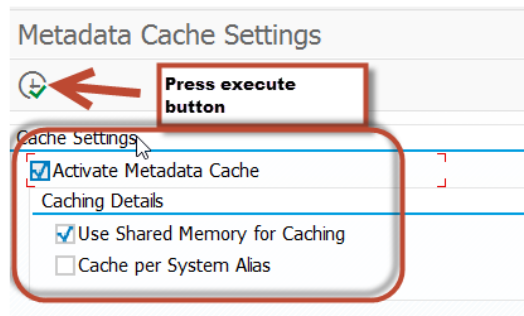 Metadata Cache Settings
Press execute
button
Cache Settings
Activate Metadata Cache
Caching Details
Use Shared Memory for Caching
Cache per System Alias